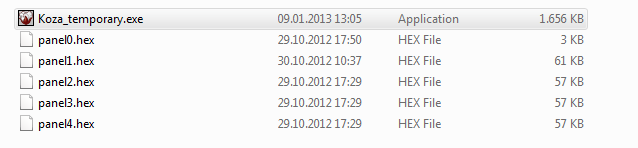 Koza_temporary.exe 09.01.2013 13:05 Application 1.656 KB
panel0.hex 29.10.2012 17:50 HEX File 3 KB
panel1.hex 30.10.2012 10:37 HEX File 61 KB
panel2.hex 29.10.2012 17:29 HEX File 57 KB
panel3.hex 29.10.2012 17:29 HEX File 57 KB
panel4.hex 29.10.2012 17:29 HEX File 57 KB